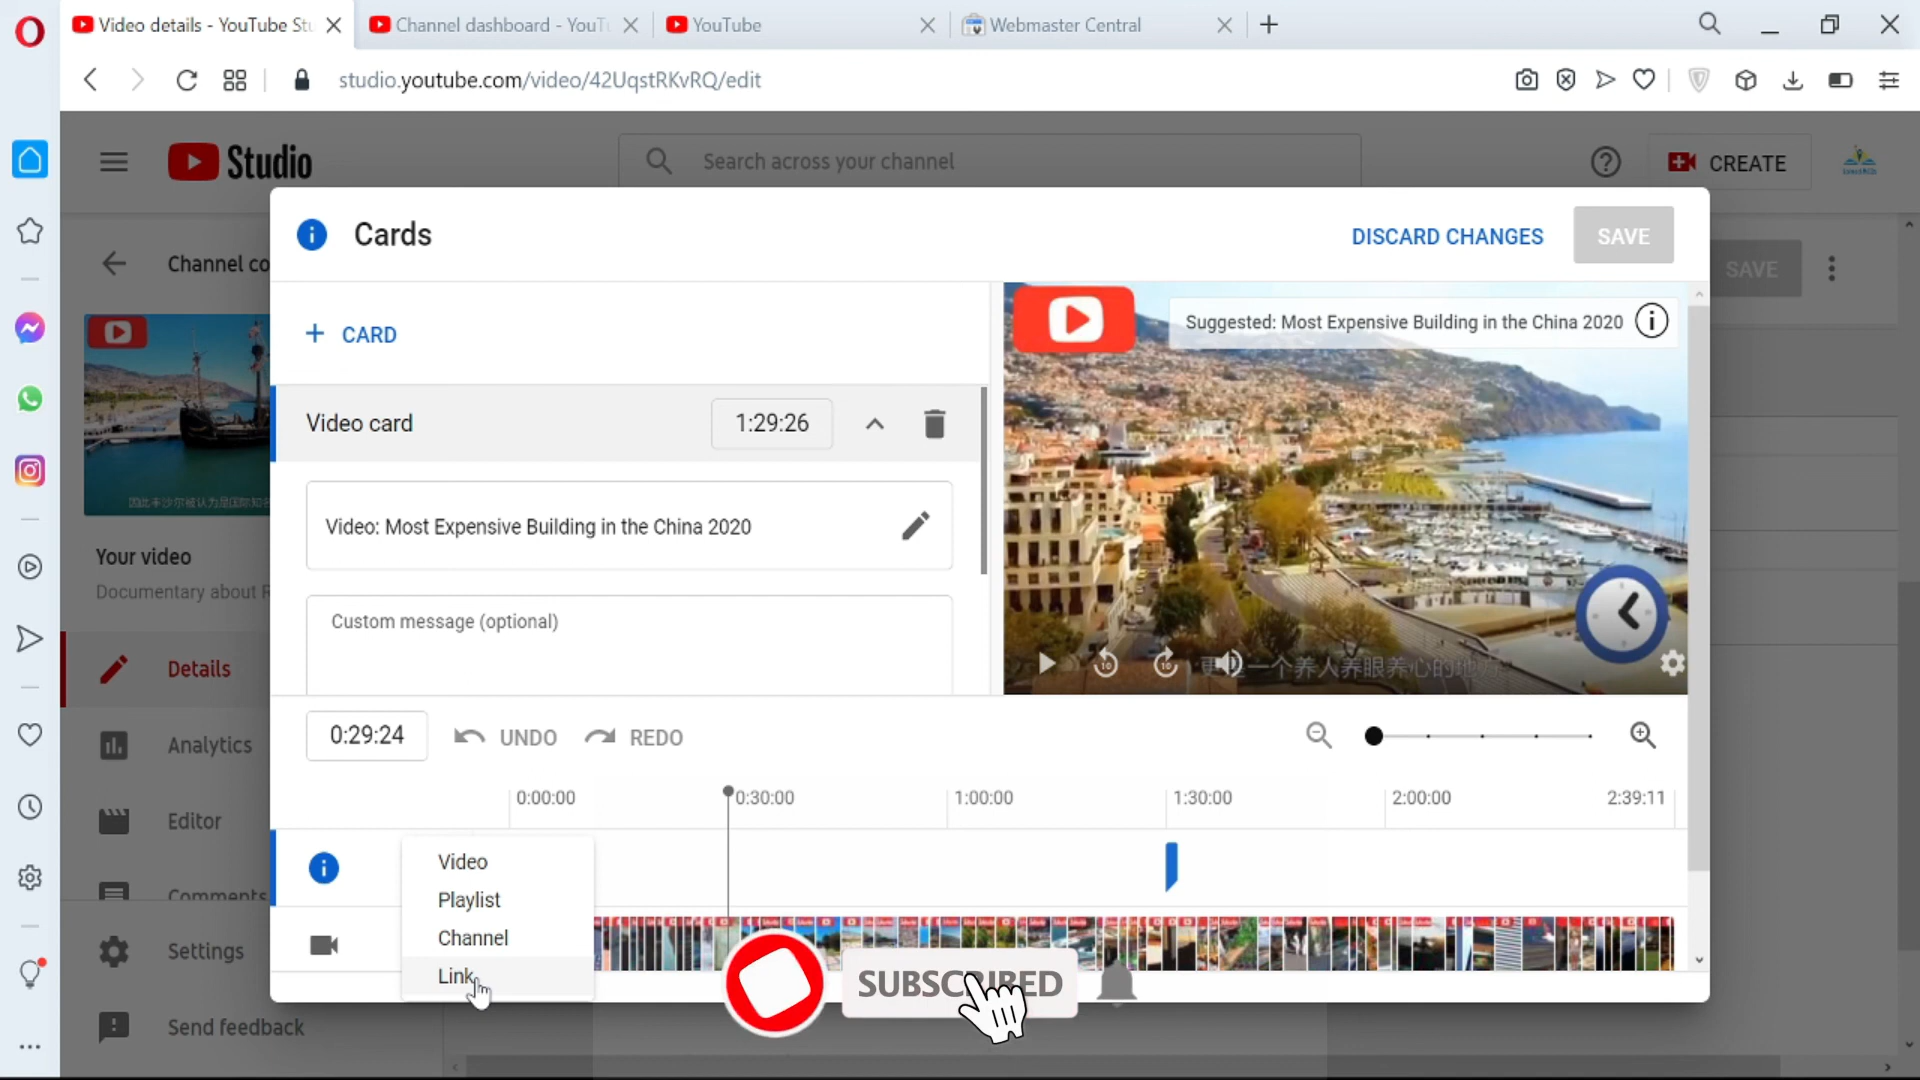 Video details - YouTube Stu
Channel dashboard - YouTu
YouTube
Webmaster Central
studio.youtube.com/video/42UqstRKvRQ/edit
Studio
Search across your channel
CREATE
Channel co
SAVE
Cards
DISCARD CHANGES
SAVE
+ CARD
Video card
1:29:26
Video: Most Expensive Building in the China 2020
Custom message (optional)
Suggested: Most Expensive Building in the China 2020
10
10
Your video
Documentary about R
Details
Analytics
Editor
Comments
Settings
Send feedback
0:29:24
UNDO
REDO
0:00:00
0:30:00
1:00:00
1:30:00
2:00:00
2:39:11
Video
Playlist
Channel
Link
SUBSCRIBED